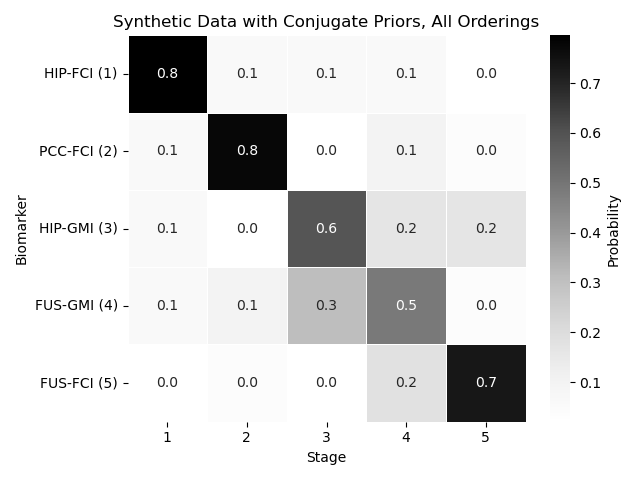 Synthetic Data with Conjugate Priors, All Orderings
Biomarker
HIP-FCI (1) 0.8 0.1 0.1 0.1 0.0
PCC-FCI (2) 0.1 0.8 0.0 0.1 0.0
HIP-GMI (3) 0.1 0.0 0.6 0.2 0.2
FUS-GMI (4) 0.1 0.1 0.3 0.5 0.0
FUS-FCI (5) 0.0 0.0 0.0 0.2 0.7
1 2 3 4 5
Stage
0.7
0.6
0.5
0.4
0.3
0.2
0.1
Probability